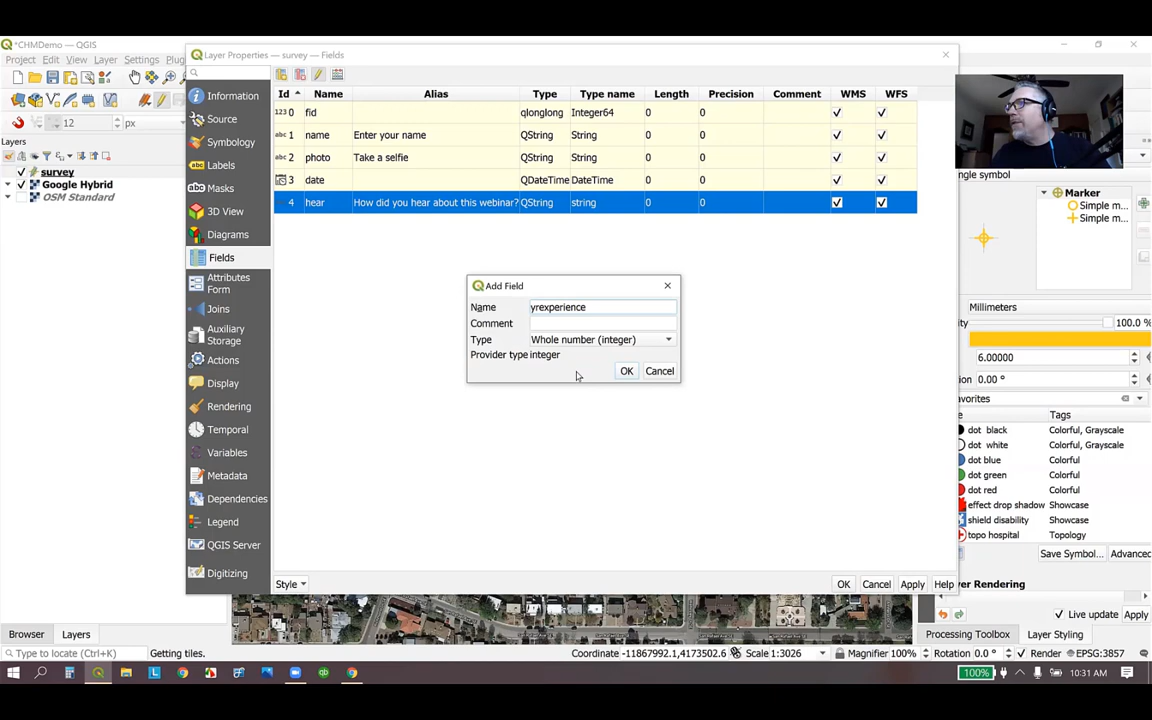 *CHMDemo — QGIS
Project Edit View Layer Settings
12 px
Layers
survey
Google Hybrid
OSM Standard
Layer Properties — survey — Fields
Information
Source
Symbology
Labels
Masks
3D View
Diagrams
Fields
Attributes
Form
Joins
Auxiliary
Storage
Actions
Display
Rendering
Temporal
Variables
Metadata
Dependencies
Legend
QGIS Server
Digitizing
Id Name Alias Type Type name Length Precision Comment WMS WFS
123 0 fid qlonglong Integer64 0 0
abc 1 name Enter your name QString String 0 0
abc 2 photo Take a selfie QString String 0 0
3 date QDateTime DateTime 0 0
4 hear How did you hear about this webinar? QString string 0 0
Add Field
Name yrexperience
Comment
Type Whole number (integer)
Provider type integer
OK Cancel
Style OK Cancel Apply Help
ngle symbol
Marker
Simple m...
Simple m...
Millimeters
ity 100.0 %
6.00000
ion 0.00 °
avorites
e Tags
dot black Colorful, Grayscale
dot white Colorful, Grayscale
dot blue Colorful
dot green Colorful
dot red Colorful
effect drop shadow Showcase
shield disability Showcase
topo hospital Topology
Save Symbol... Advanced
yer Rendering
Live update Apply
Browser Layers Processing Toolbox Layer Styling
Type to locate (Ctrl+K) Getting tiles. Coordinate -11867992.1,4173502.6 Scale 1:3026 Magnifier 100% Rotation 0.0 ° Render EPSG:3857
100% 10:31 AM